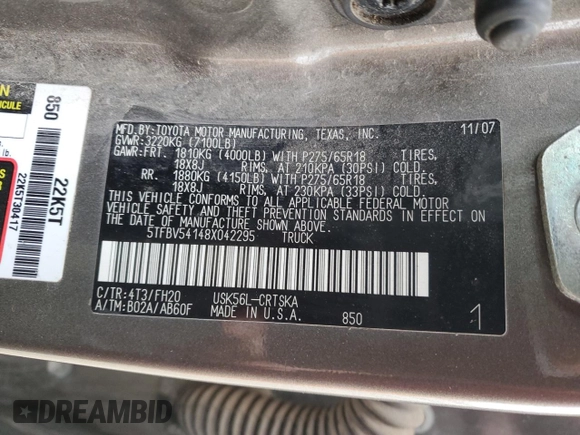 MFD.BY:TOYOTA MOTOR MANUFACTURING, TEXAS, INC. 11/07
GVWR:3220KG (7100LB)
GAWR:FRT. 1810KG (4000LB) WITH P275/65R18 TIRES,
18X8J RIMS, AT 210KPA (30PSI) COLD.
RR. 1880KG (4150LB) WITH P275/65R18 TIRES,
18X8J RIMS, AT 230KPA (33PSI) COLD.
THIS VEHICLE CONFORMS TO ALL APPLICABLE FEDERAL MOTOR
VEHICLE SAFETY AND THEFT PREVENTION STANDARDS IN EFFECT ON
THE DATE OF MANUFACTURE SHOWN ABOVE.
5TFBV54148X042295 TRUCK
C/TR:4T3/FH20 USK56L-CRTSKA
A/TM:B02A/AB60F MADE IN U.S.A. 850 1
850
22K5T
22K5T30417
ICULE
DREAMBID